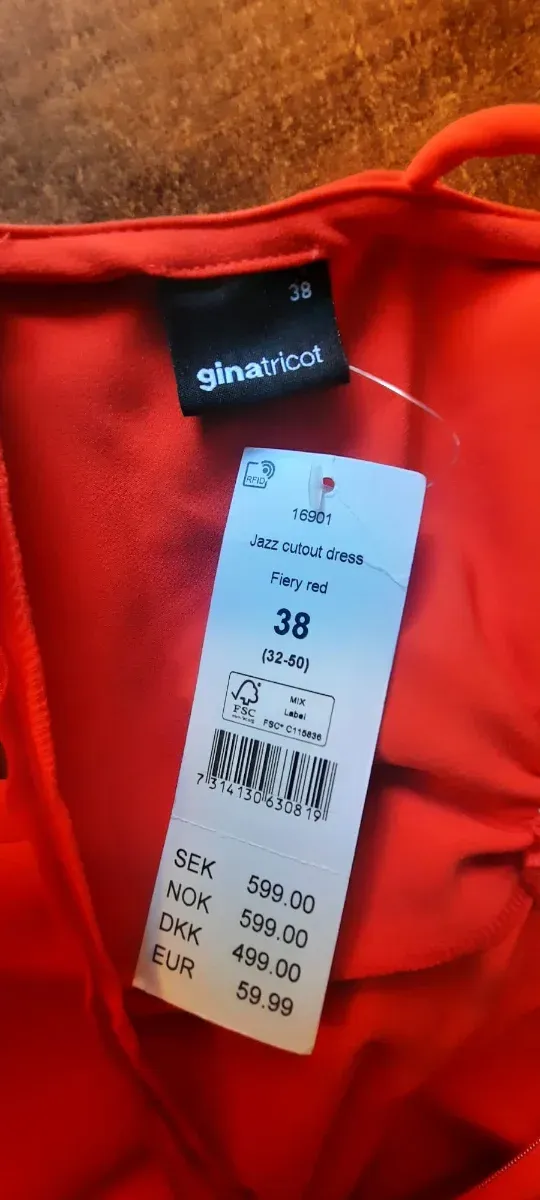 38
ginatricot
RFID
16901
Jazz cutout dress
Fiery red
38
(32-50)
FSC
MIX
Label
FSC® C115636
7 314130 630819
SEK 599.00
NOK 599.00
DKK 499.00
EUR 59.99